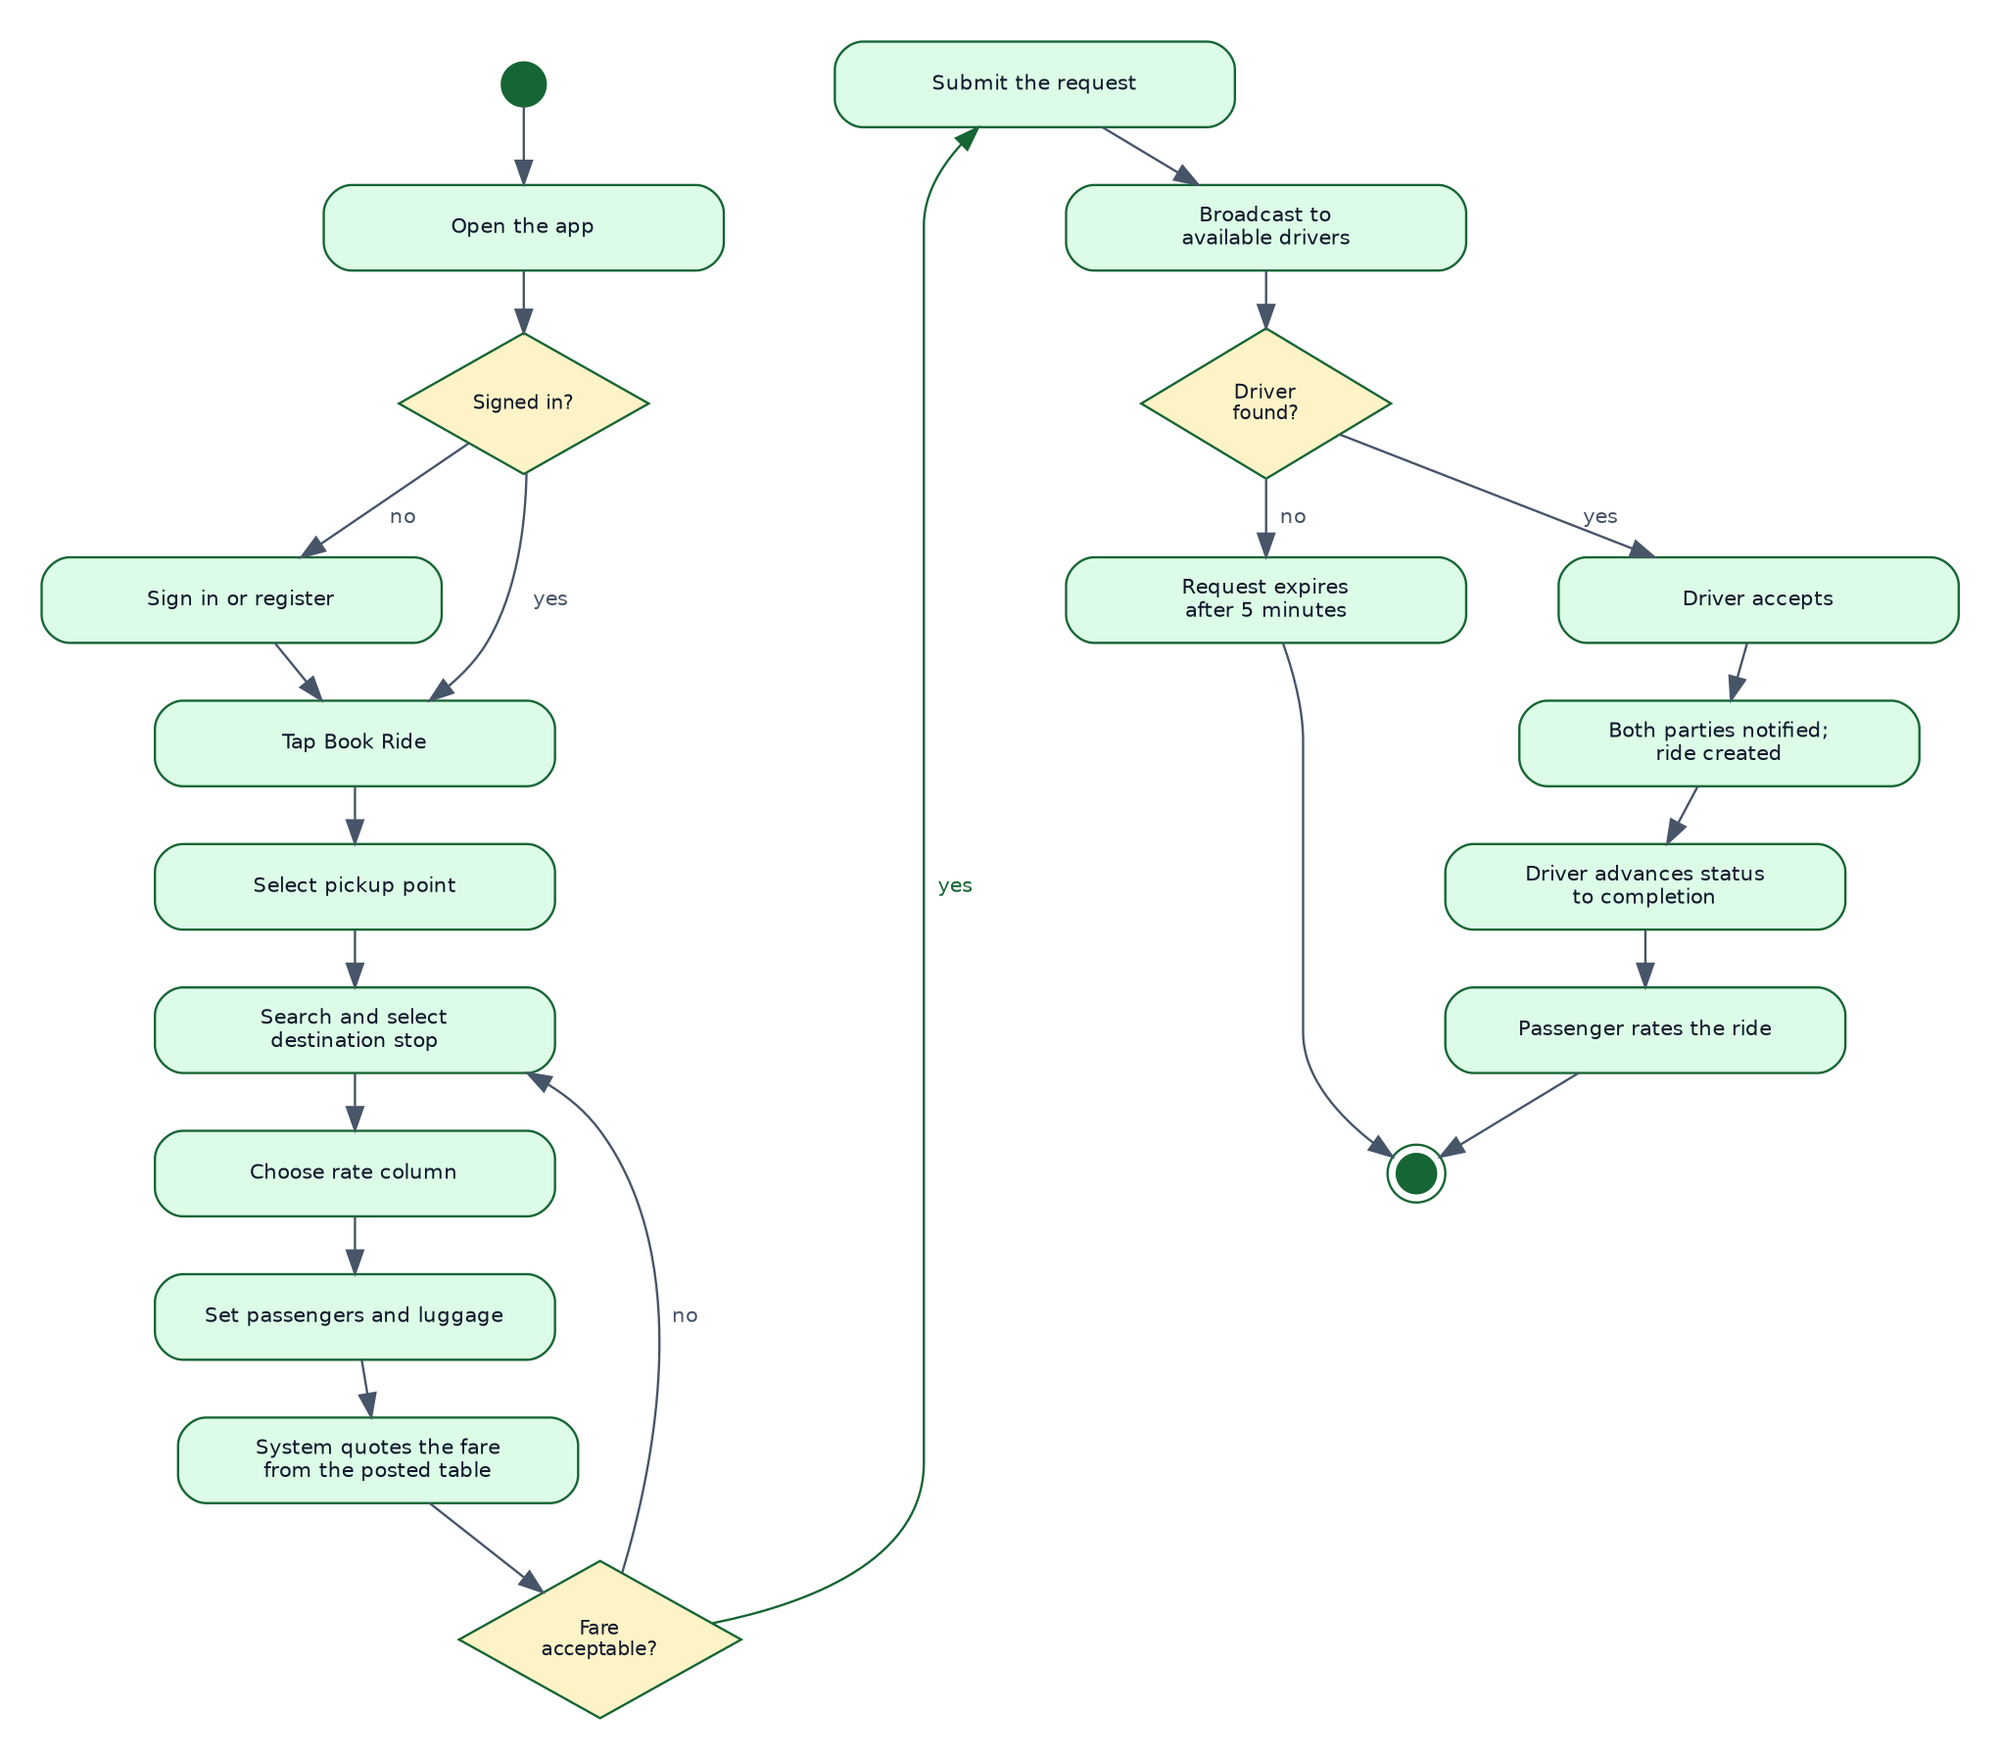 Open the app
Signed in?
no
yes
Sign in or register
Tap Book Ride
Select pickup point
Search and select
destination stop
Choose rate column
Set passengers and luggage
no
System quotes the fare
from the posted table
Fare
acceptable?
yes
Submit the request
Broadcast to
available drivers
Driver
found?
no
yes
Request expires
after 5 minutes
Driver accepts
Both parties notified;
ride created
Driver advances status
to completion
Passenger rates the ride